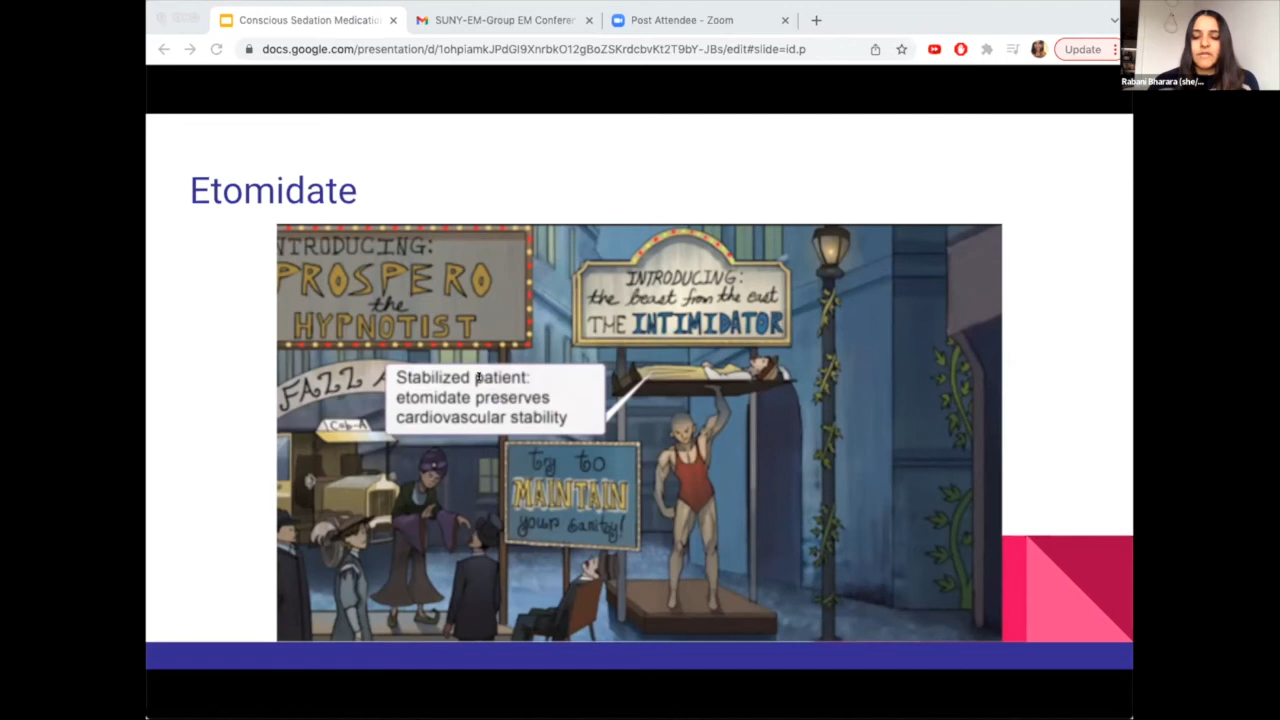 Conscious Sedation Medicatio
SUNY-EM-Group EM Conferen
Post Attendee - Zoom
docs.google.com/presentation/d/1ohpiamkJPdGI9XnrbkO12gBoZSKrdcbvKt2T9bY-JBs/edit#slide=id.p
Update
Rabani Bharara (she/...
Etomidate
NTRODUCING:
PROSPERO
the
HYPNOTIST
INTRODUCING:
the beast from the east
THE INTIMIDATOR
FAZZ A
Stabilized patient:
etomidate preserves
cardiovascular stability
Cab-A
try to
MAINTAIN
your sanity!